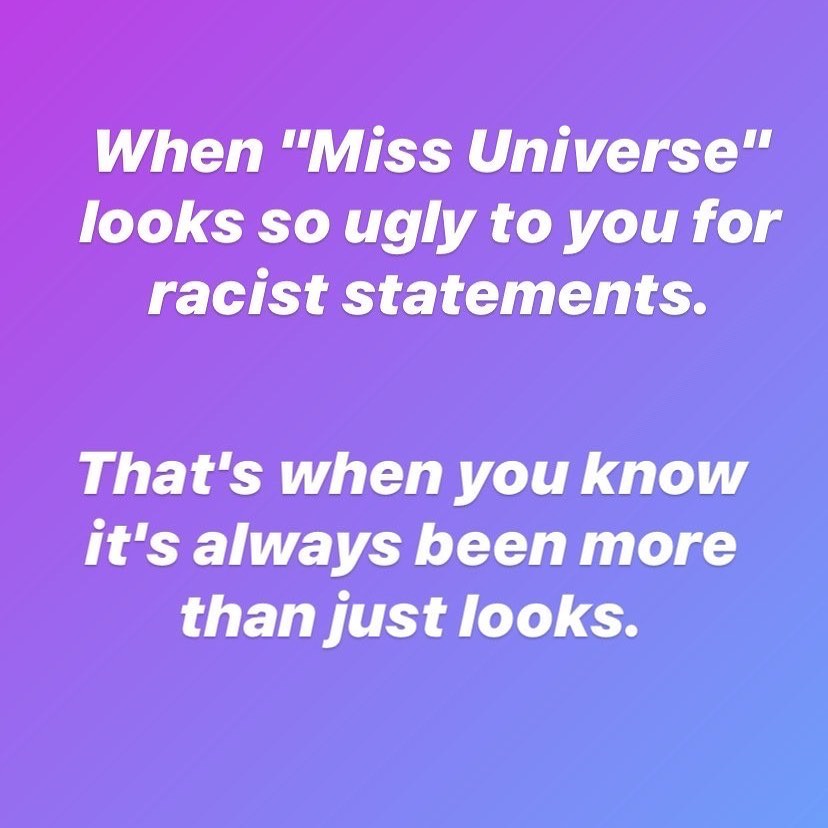 When "Miss Universe"
looks so ugly to you for
racist statements.
That's when you know
it's always been more
than just looks.